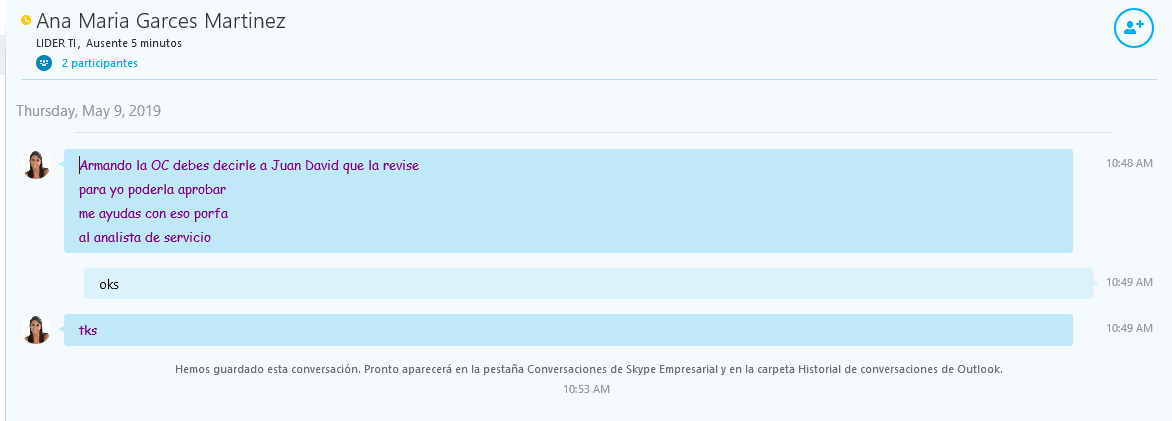 Ana Maria Garces Martinez
LIDER TI, Ausente 5 minutos
2 participantes
Thursday, May 9, 2019
Armando la OC debes decirle a Juan David que la revise
10:48 AM
para yo poderla aprobar
me ayudas con eso porfa
al analista de servicio
oks
10:49 AM
tks
10:49 AM
Hemos guardado esta conversación. Pronto aparecerá en la pestaña Conversaciones de Skype Empresarial y en la carpeta Historial de conversaciones de Outlook.
10:53 AM